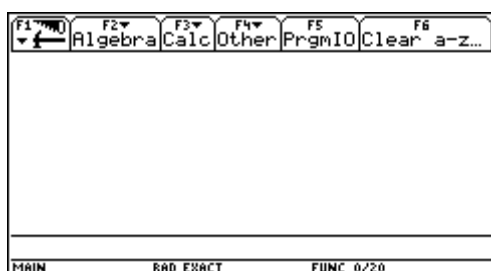 F1 F2 F3 F4 F5 F6
Algebra Calc Other PrgmIO Clear a-z…
MAIN RAD EXACT FUNC 0/20